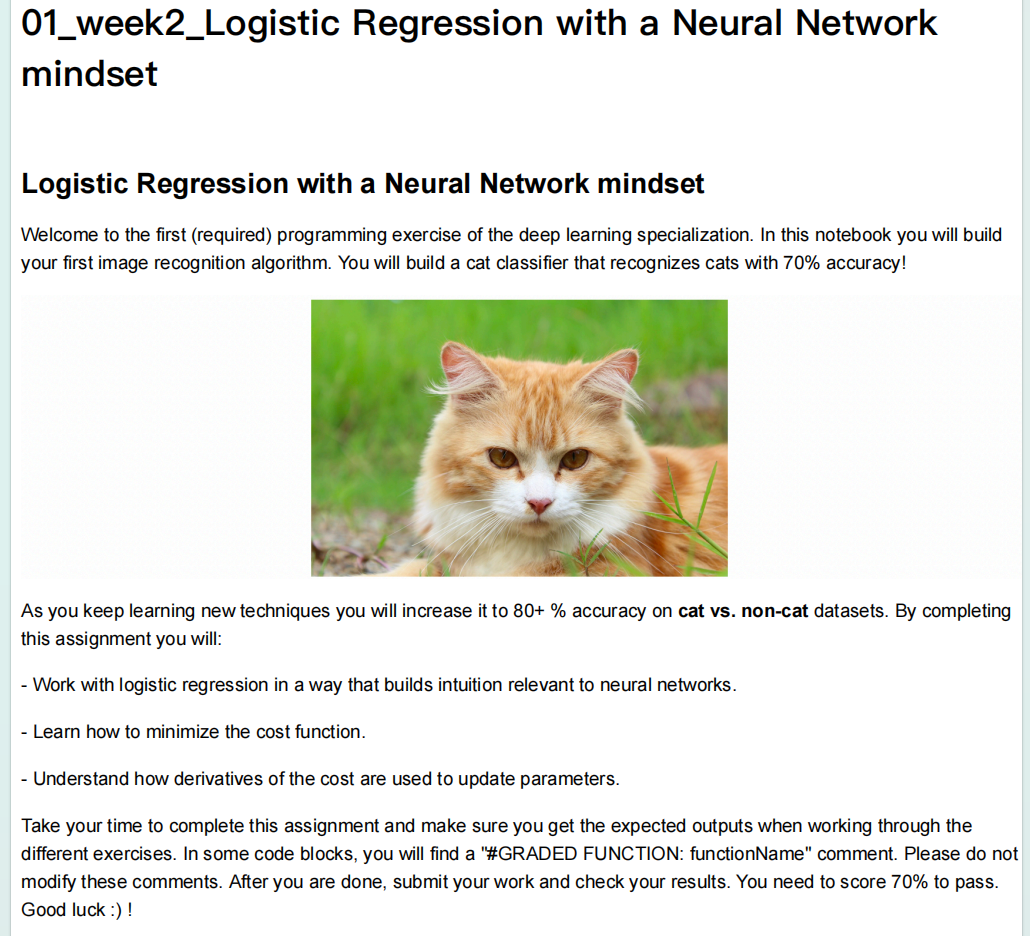 01_week2_Logistic Regression with a Neural Network
mindset
Logistic Regression with a Neural Network mindset
Welcome to the first (required) programming exercise of the deep learning specialization. In this notebook you will build
your first image recognition algorithm. You will build a cat classifier that recognizes cats with 70% accuracy!
As you keep learning new techniques you will increase it to 80+ % accuracy on cat vs. non-cat datasets. By completing
this assignment you will:
- Work with logistic regression in a way that builds intuition relevant to neural networks.
- Learn how to minimize the cost function.
- Understand how derivatives of the cost are used to update parameters.
Take your time to complete this assignment and make sure you get the expected outputs when working through the
different exercises. In some code blocks, you will find a "#GRADED FUNCTION: functionName" comment. Please do not
modify these comments. After you are done, submit your work and check your results. You need to score 70% to pass.
Good luck :) !